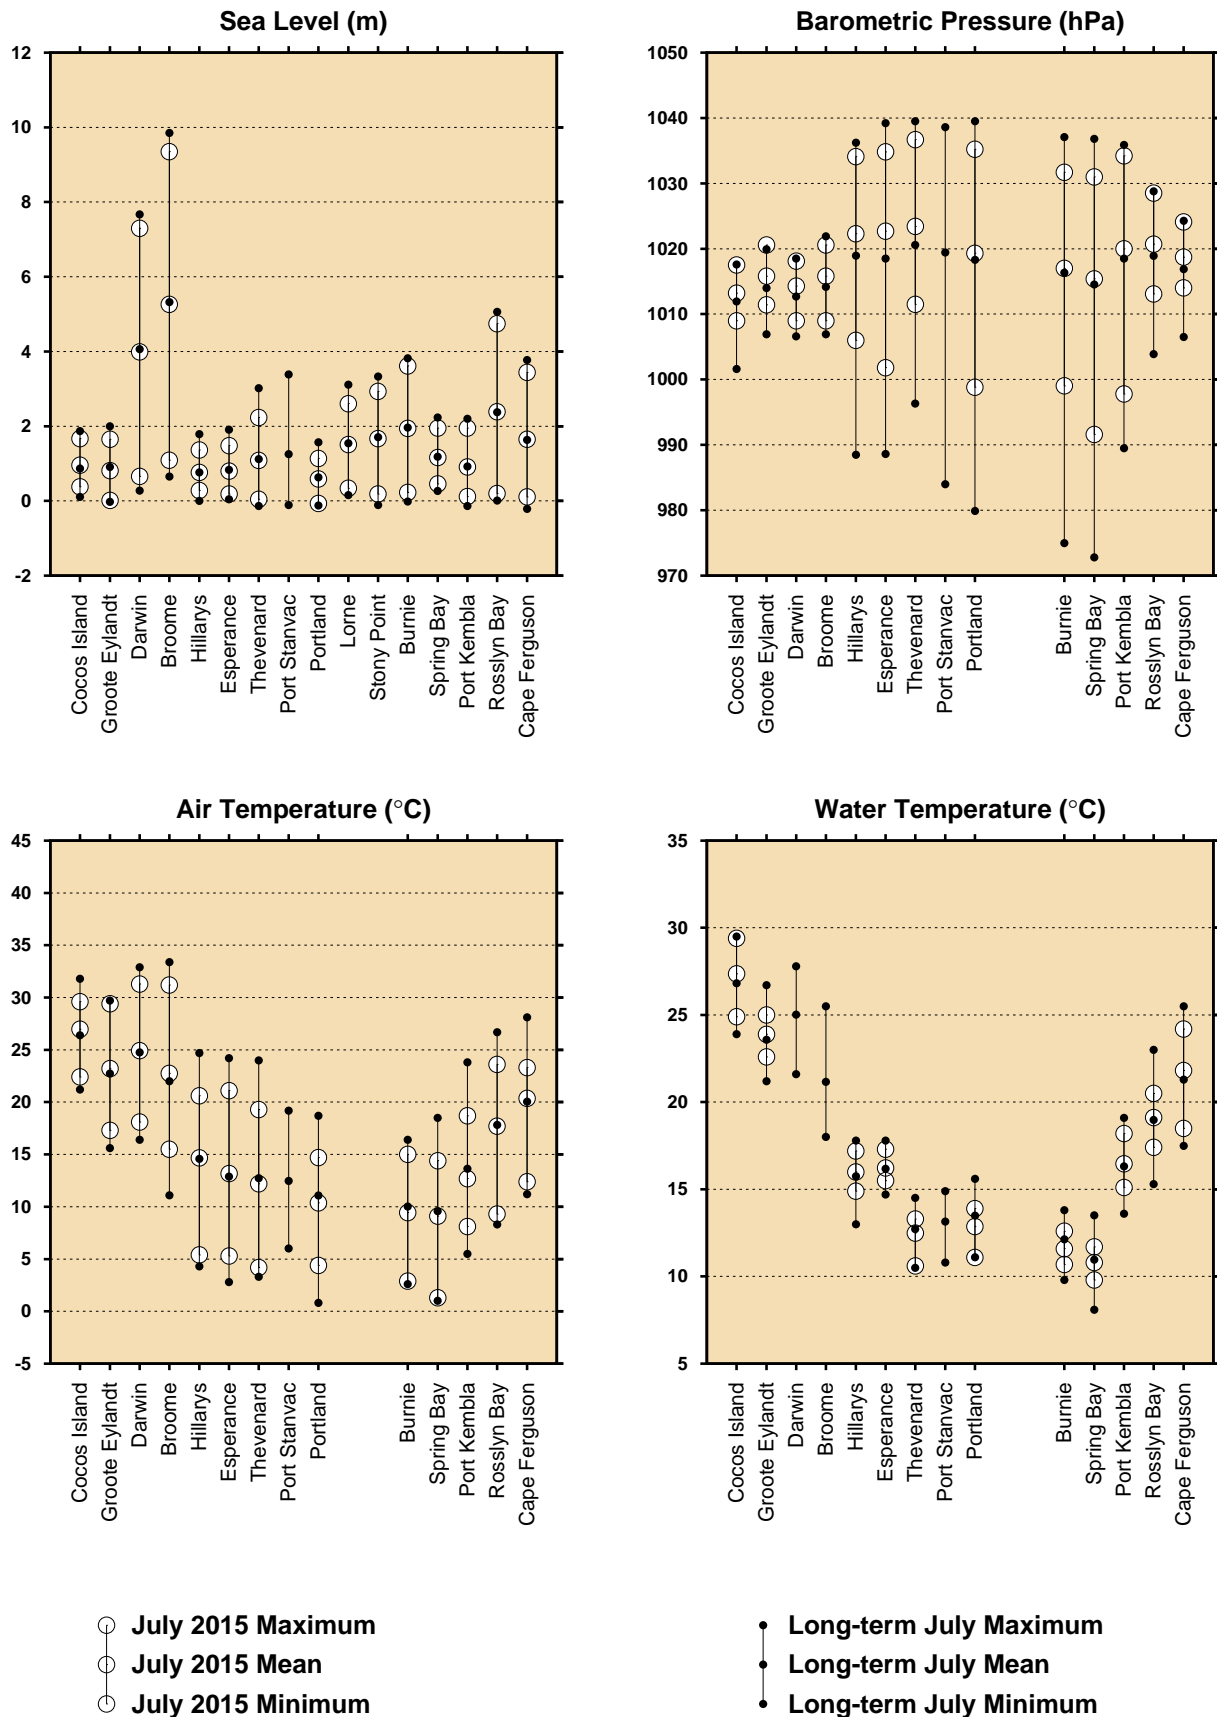 Sea Level (m)
12
10
8
6
4
2
0
-2
Cocos Island
Groote Eylandt
Darwin
Broome
Hillarys
Esperance
Thevenard
Port Stanvac
Portland
Lorne
Stony Point
Burnie
Spring Bay
Port Kembla
Rosslyn Bay
Cape Ferguson
Barometric Pressure (hPa)
1050
1040
1030
1020
1010
1000
990
980
970
Cocos Island
Groote Eylandt
Darwin
Broome
Hillarys
Esperance
Thevenard
Port Stanvac
Portland
Burnie
Spring Bay
Port Kembla
Rosslyn Bay
Cape Ferguson
Air Temperature (°C)
45
40
35
30
25
20
15
10
5
0
-5
Cocos Island
Groote Eylandt
Darwin
Broome
Hillarys
Esperance
Thevenard
Port Stanvac
Portland
Burnie
Spring Bay
Port Kembla
Rosslyn Bay
Cape Ferguson
Water Temperature (°C)
35
30
25
20
15
10
5
Cocos Island
Groote Eylandt
Darwin
Broome
Hillarys
Esperance
Thevenard
Port Stanvac
Portland
Burnie
Spring Bay
Port Kembla
Rosslyn Bay
Cape Ferguson
July 2015 Maximum
July 2015 Mean
July 2015 Minimum
Long-term July Maximum
Long-term July Mean
Long-term July Minimum